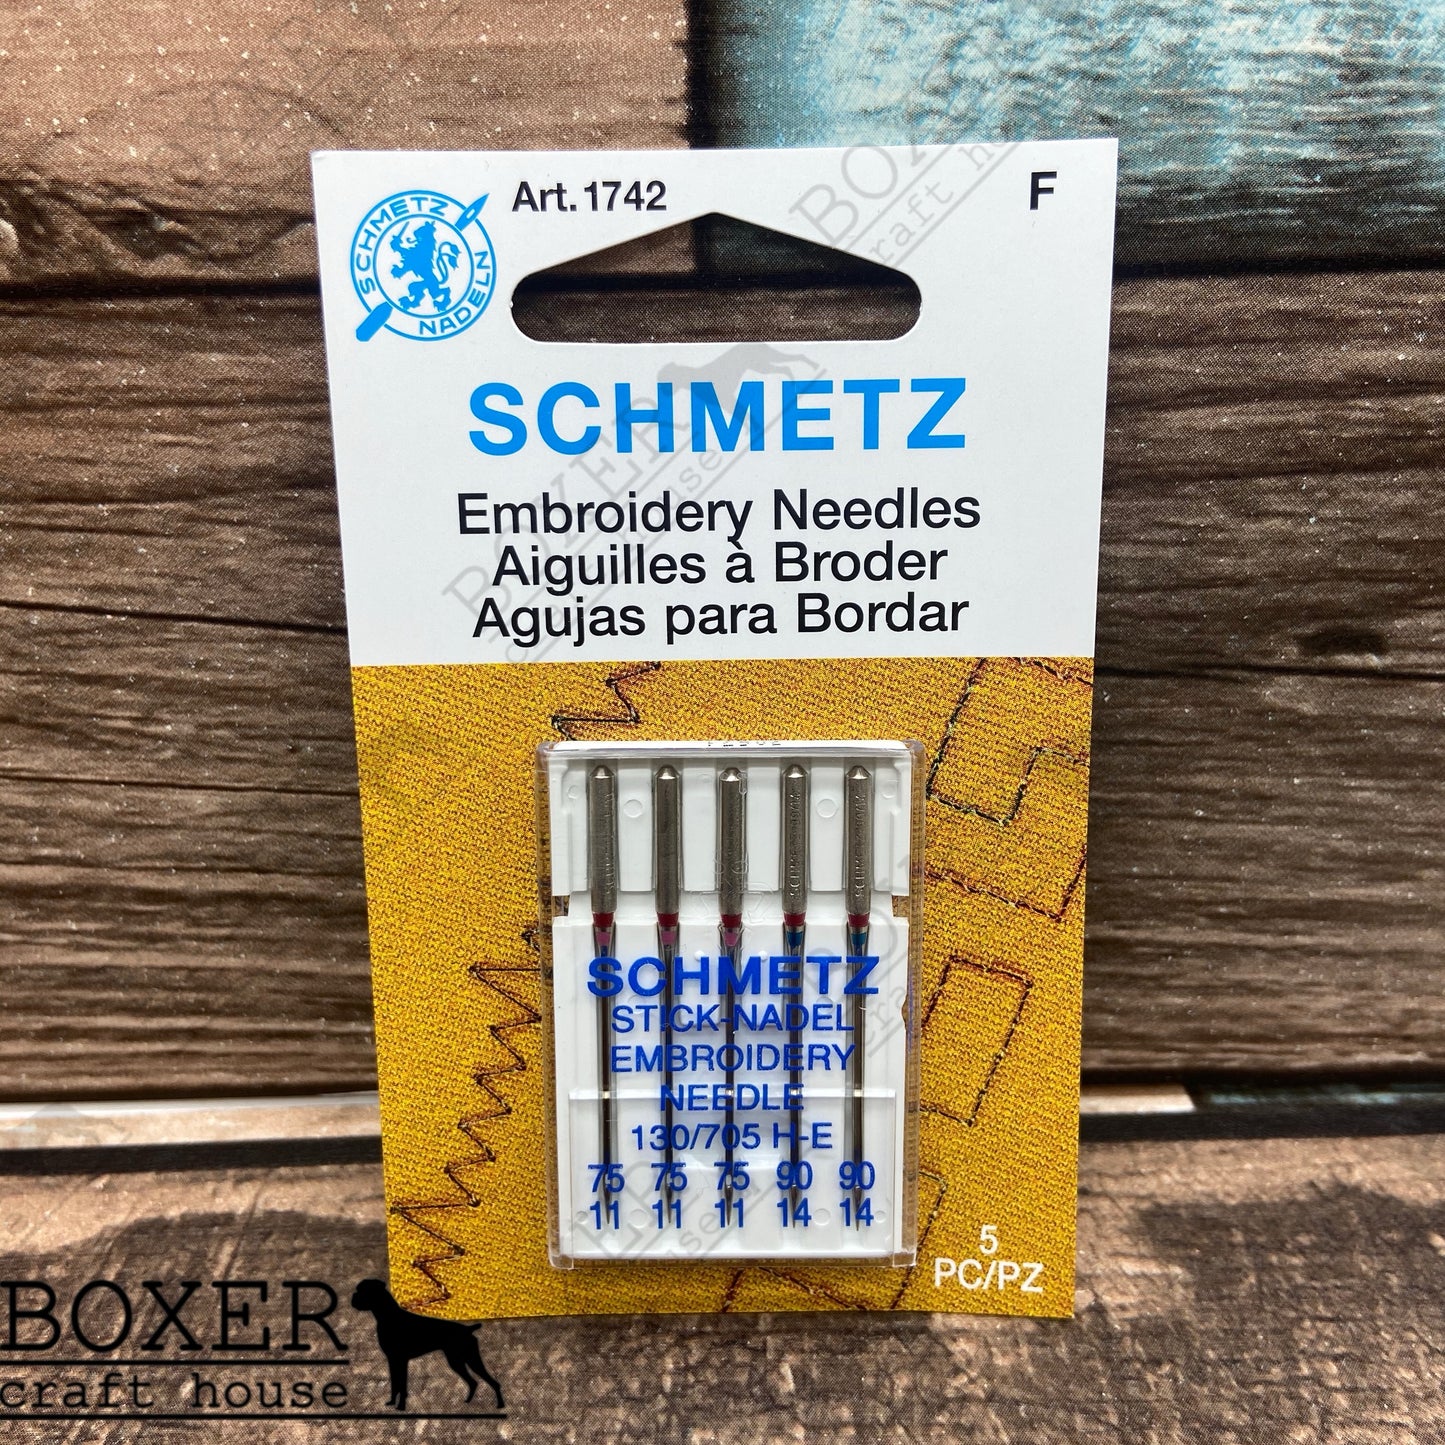 Art.1742
F
SCHMETZ
NADELN
SCHMETZ
Embroidery Needles
Aiguilles à Broder
Agujas para Bordar
SCHMETZ
STICK-NADEL
EMBROIDERY
NEEDLE
130/705 H-E
75 75 75 90 90
11 11 11 14 14
5
PC/PZ
BOXER
craft house